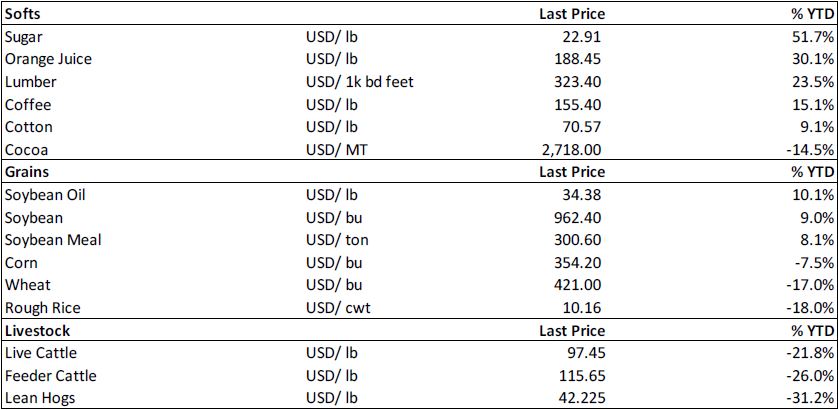 Softs Last Price % YTD
Sugar USD/ lb 22.91 51.7%
Orange Juice USD/ lb 188.45 30.1%
Lumber USD/ 1k bd feet 323.40 23.5%
Coffee USD/ lb 155.40 15.1%
Cotton USD/ lb 70.57 9.1%
Cocoa USD/ MT 2,718.00 -14.5%
Grains Last Price % YTD
Soybean Oil USD/ lb 34.38 10.1%
Soybean USD/ bu 962.40 9.0%
Soybean Meal USD/ ton 300.60 8.1%
Corn USD/ bu 354.20 -7.5%
Wheat USD/ bu 421.00 -17.0%
Rough Rice USD/ cwt 10.16 -18.0%
Livestock Last Price % YTD
Live Cattle USD/ lb 97.45 -21.8%
Feeder Cattle USD/ lb 115.65 -26.0%
Lean Hogs USD/ lb 42.225 -31.2%